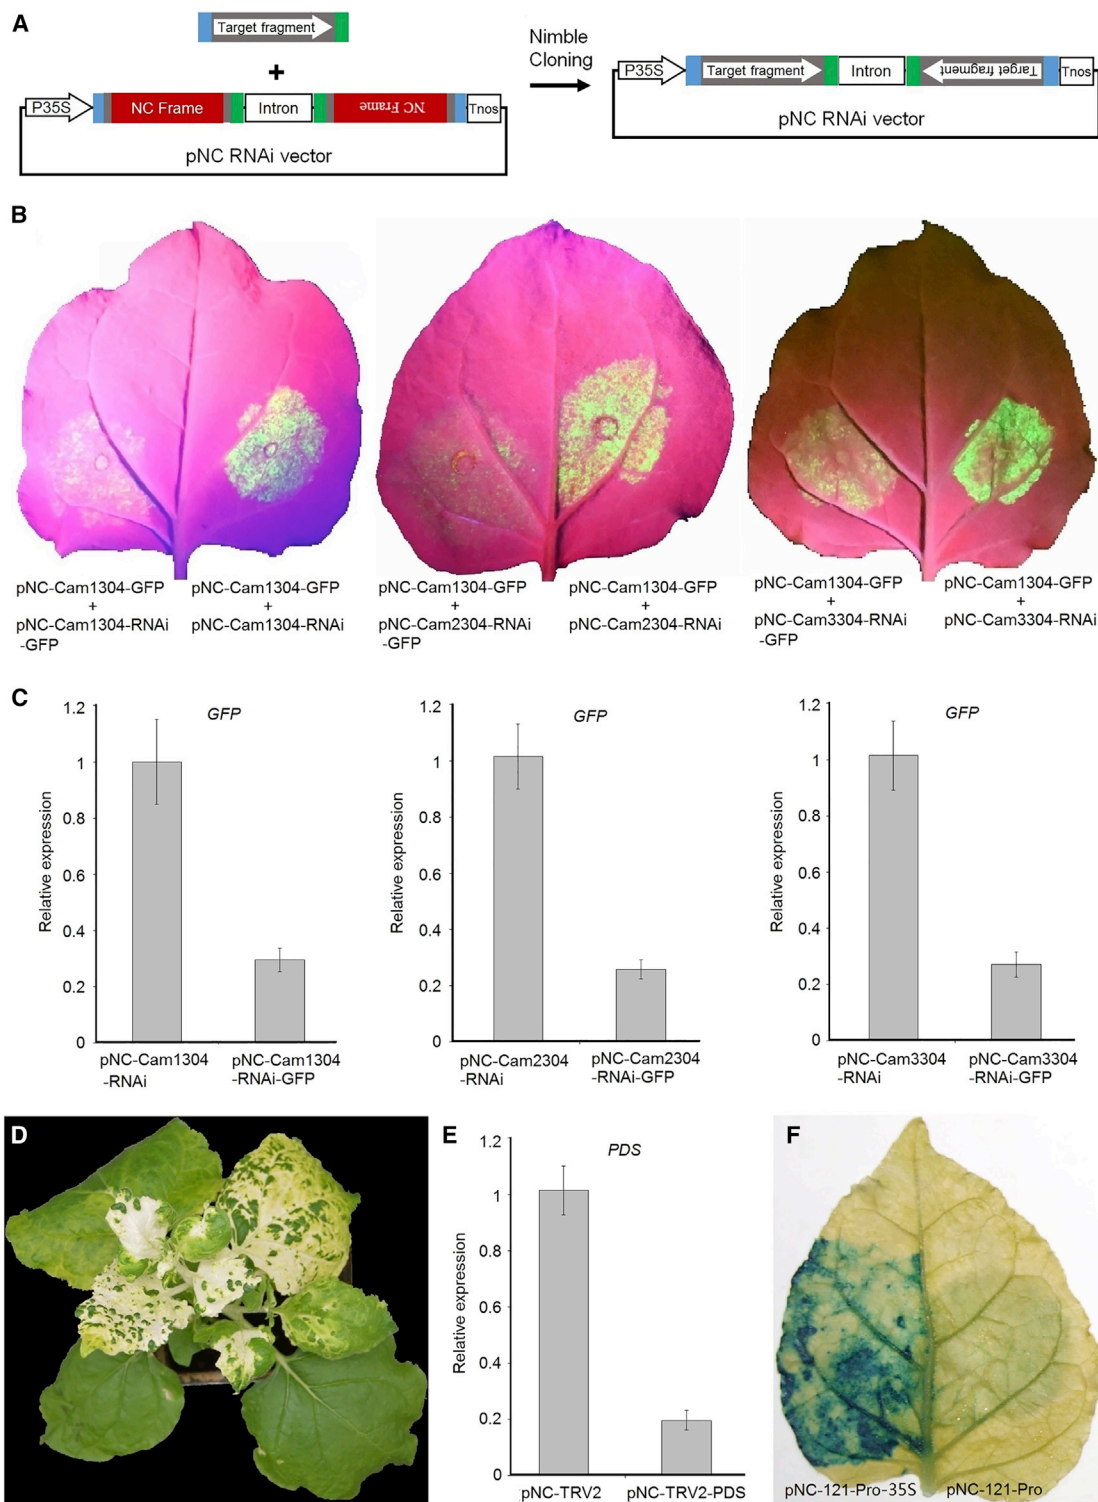 A
Target fragment
+
P35S
NC Frame
Intron
NC Frame
Tnos
pNC RNAi vector
Nimble
Cloning
P35S
Target fragment
Intron
Target fragment
Tnos
pNC RNAi vector
B
pNC-Cam1304-GFP
+
pNC-Cam1304-RNAi
-GFP
pNC-Cam1304-GFP
+
pNC-Cam1304-RNAi
pNC-Cam1304-GFP
+
pNC-Cam2304-RNAi
-GFP
pNC-Cam1304-GFP
+
pNC-Cam2304-RNAi
pNC-Cam1304-GFP
+
pNC-Cam3304-RNAi
-GFP
pNC-Cam1304-GFP
+
pNC-Cam3304-RNAi
C
GFP
Relative expression
1.2
1
0.8
0.6
0.4
0.2
0
pNC-Cam1304
-RNAi
pNC-Cam1304
-RNAi-GFP
GFP
Relative expression
1.2
1
0.8
0.6
0.4
0.2
0
pNC-Cam2304
-RNAi
pNC-Cam2304
-RNAi-GFP
GFP
Relative expression
1.2
1
0.8
0.6
0.4
0.2
0
pNC-Cam3304
-RNAi
pNC-Cam3304
-RNAi-GFP
D
E
PDS
Relative expression
1.2
1
0.8
0.6
0.4
0.2
0
pNC-TRV2
pNC-TRV2-PDS
F
pNC-121-Pro-35S
pNC-121-Pro